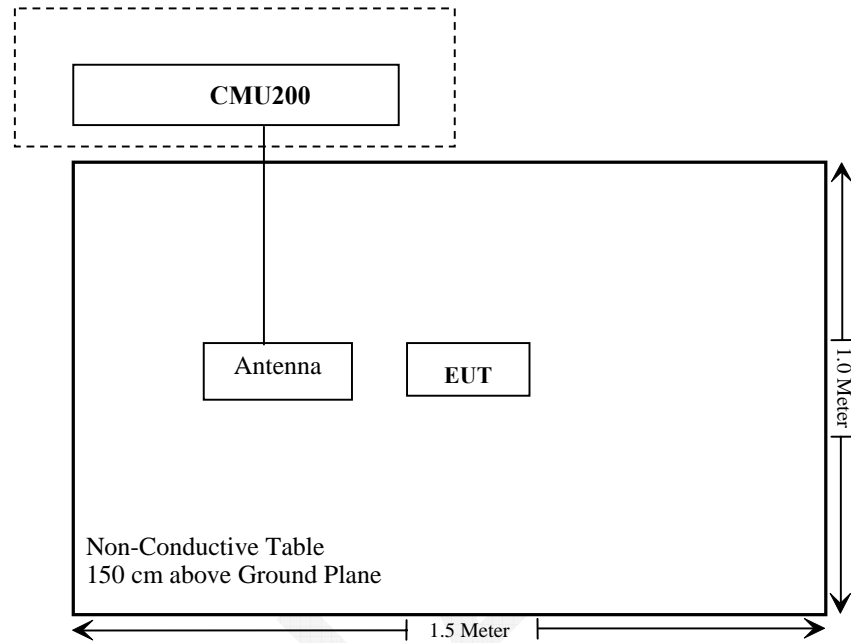 CMU200
Antenna
EUT
1.0 Meter
Non-Conductive Table
150 cm above Ground Plane
1.5 Meter